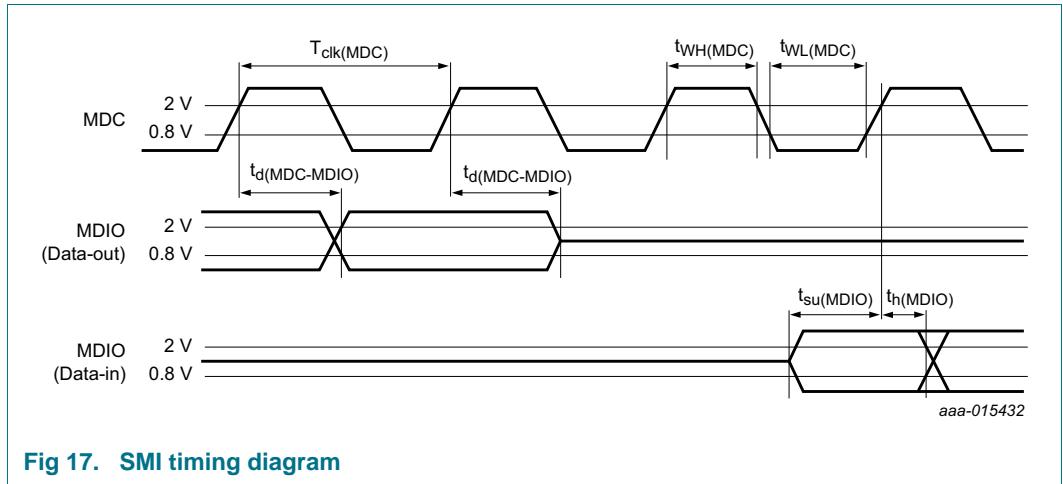 Tclk(MDC)
tWH(MDC)
tWL(MDC)
MDC
2 V
0.8 V
td(MDC-MDIO)
td(MDC-MDIO)
MDIO
(Data-out)
2 V
0.8 V
tsu(MDIO)
th(MDIO)
MDIO
(Data-in)
2 V
0.8 V
aaa-015432
Fig 17. SMI timing diagram